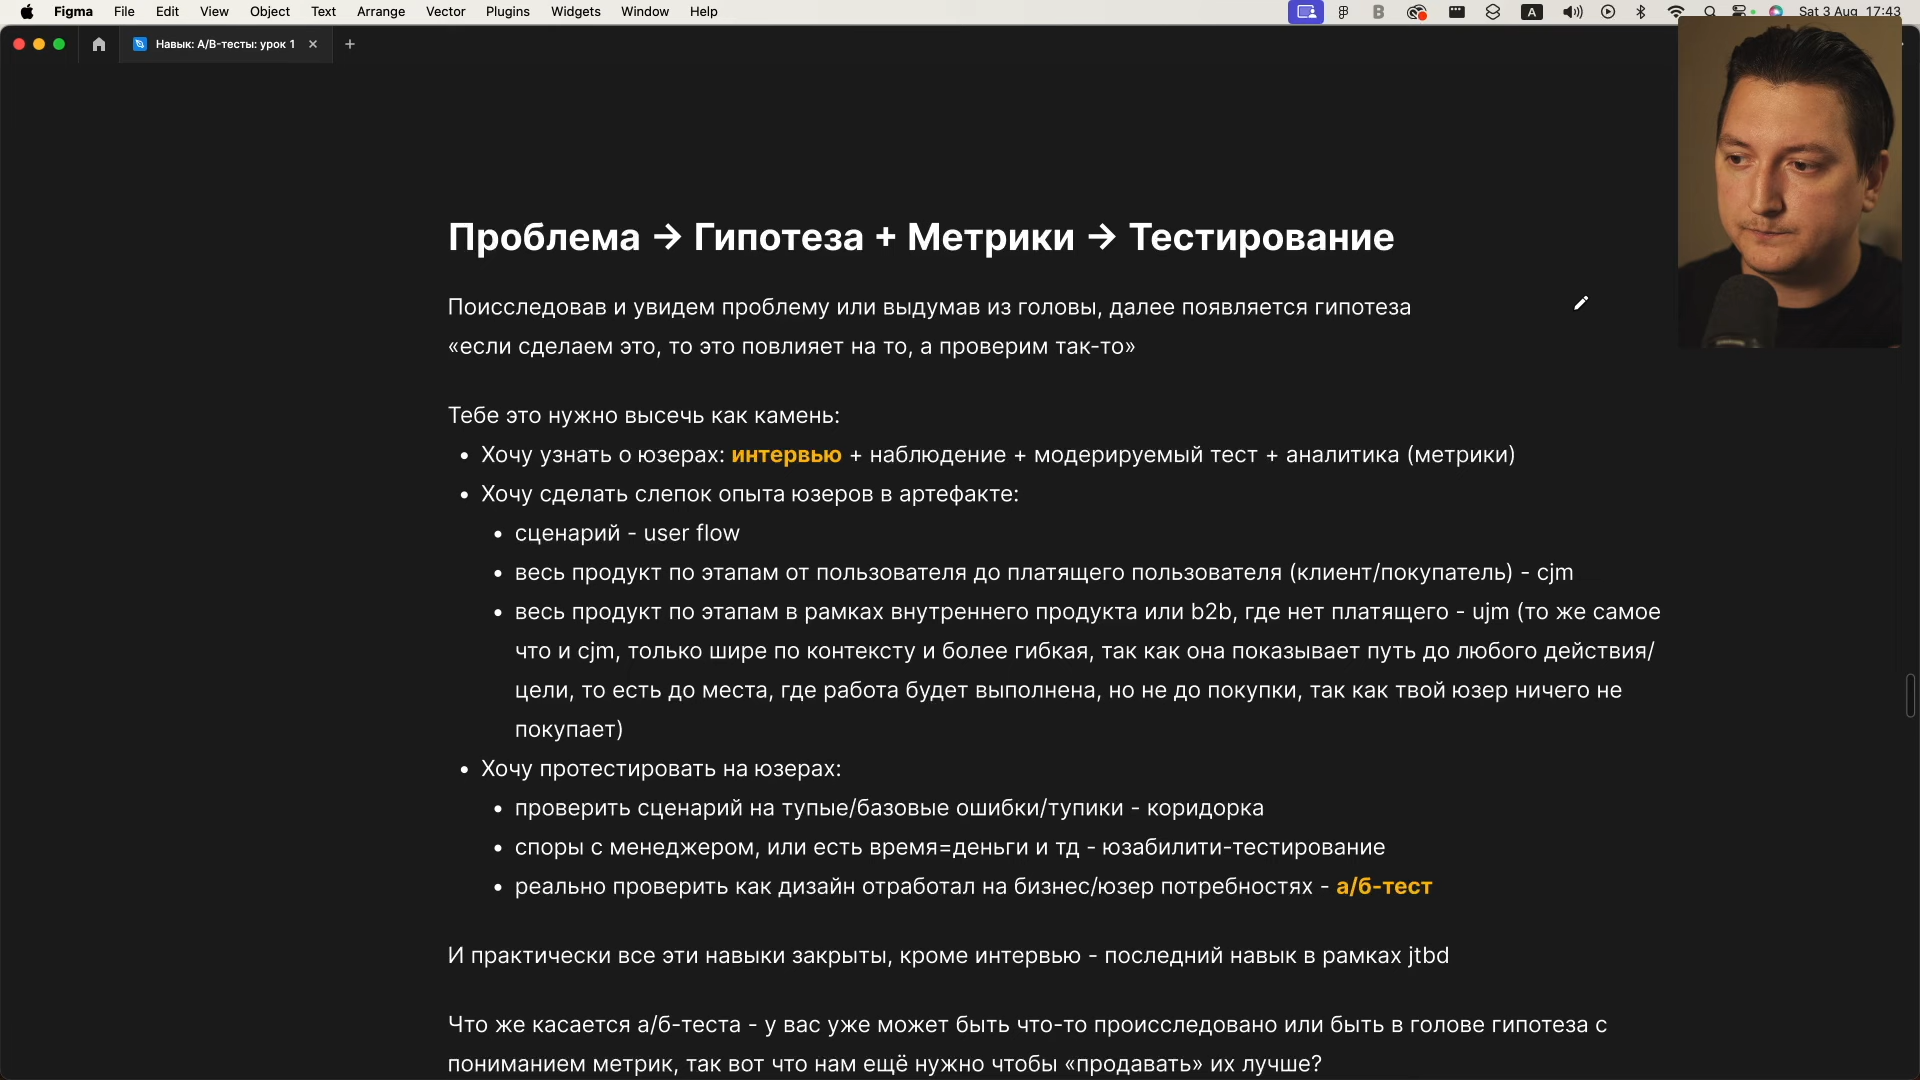 Figma File Edit View Object Text Arrange Vector Plugins Widgets Window Help A Sat 3 Aug 17:43
Навык: A/B-тесты: урок 1
Проблема → Гипотеза + Метрики → Тестирование
Поисследовав и увидем проблему или выдумав из головы, далее появляется гипотеза
«если сделаем это, то это повлияет на то, а проверим так-то»
Тебе это нужно высечь как камень:
• Хочу узнать о юзерах: интервью + наблюдение + модерируемый тест + аналитика (метрики)
• Хочу сделать слепок опыта юзеров в артефакте:
• сценарий - user flow
• весь продукт по этапам от пользователя до платящего пользователя (клиент/покупатель) - cjm
• весь продукт по этапам в рамках внутреннего продукта или b2b, где нет платящего - ujm (то же самое
что и cjm, только шире по контексту и более гибкая, так как она показывает путь до любого действия/
цели, то есть до места, где работа будет выполнена, но не до покупки, так как твой юзер ничего не
покупает)
• Хочу протестировать на юзерах:
• проверить сценарий на тупые/базовые ошибки/тупики - коридорка
• споры с менеджером, или есть время=деньги и тд - юзабилити-тестирование
• реально проверить как дизайн отработал на бизнес/юзер потребностях - а/б-тест
И практически все эти навыки закрыты, кроме интервью - последний навык в рамках jtbd
Что же касается а/б-теста - у вас уже может быть что-то происследовано или быть в голове гипотеза с
пониманием метрик, так вот что нам ещё нужно чтобы «продавать» их лучше?